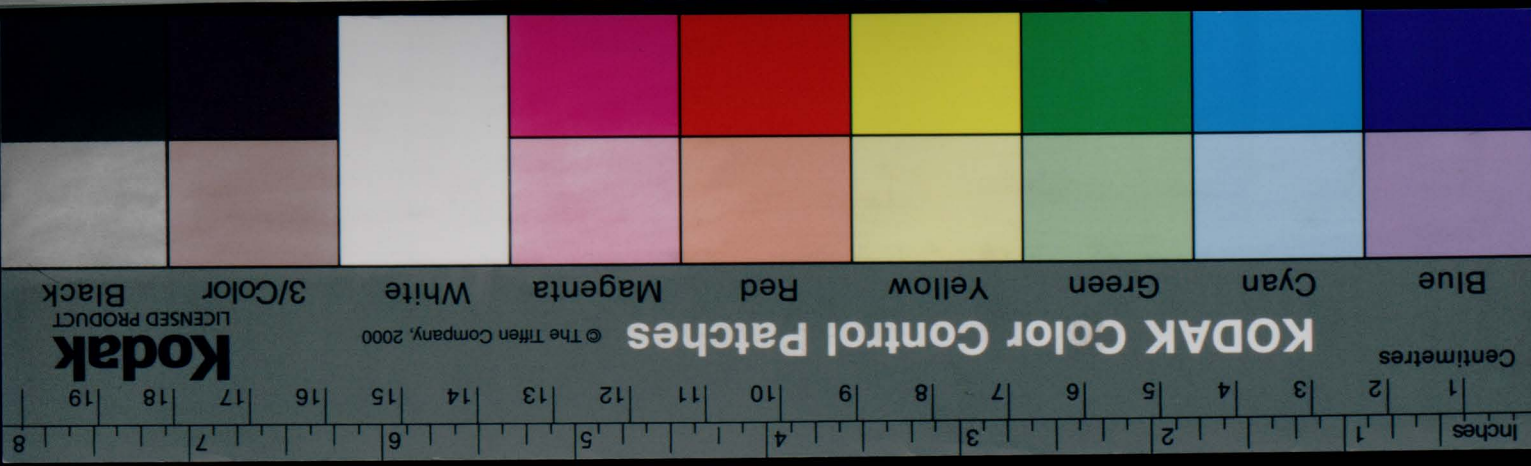 Inches 1 2 3 4 5 6 7 8
Centimetres 1 2 3 4 5 6 7 8 9 10 11 12 13 14 15 16 17 18 19
KODAK Color Control Patches © The Tiffen Company, 2000 Kodak
LICENSED PRODUCT
Blue Cyan Green Yellow Red Magenta White 3/Color Black